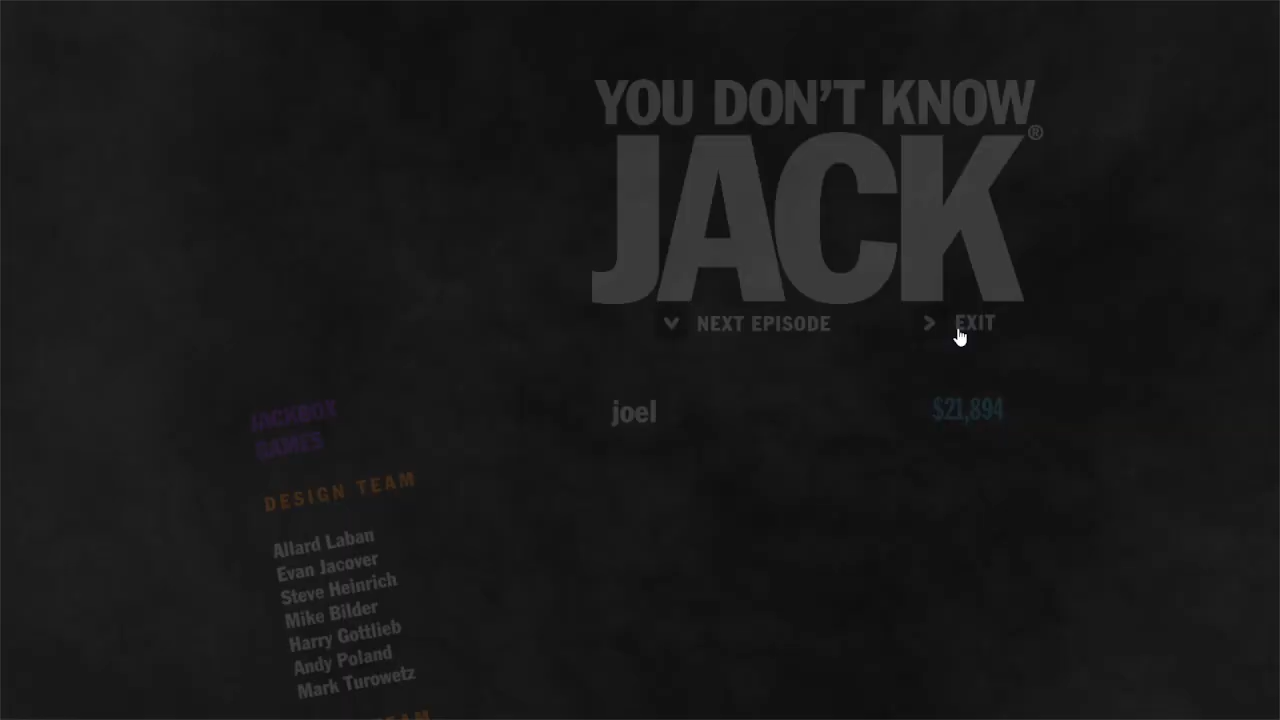 YOU DON'T KNOW
JACK®
NEXT EPISODE
> EXIT
joel
$21,894
JACKBOX
GAMES
DESIGN TEAM
Allard Laban
Evan Jacover
Steve Heinrich
Mike Bilder
Harry Gottlieb
Andy Poland
Mark Turowetz